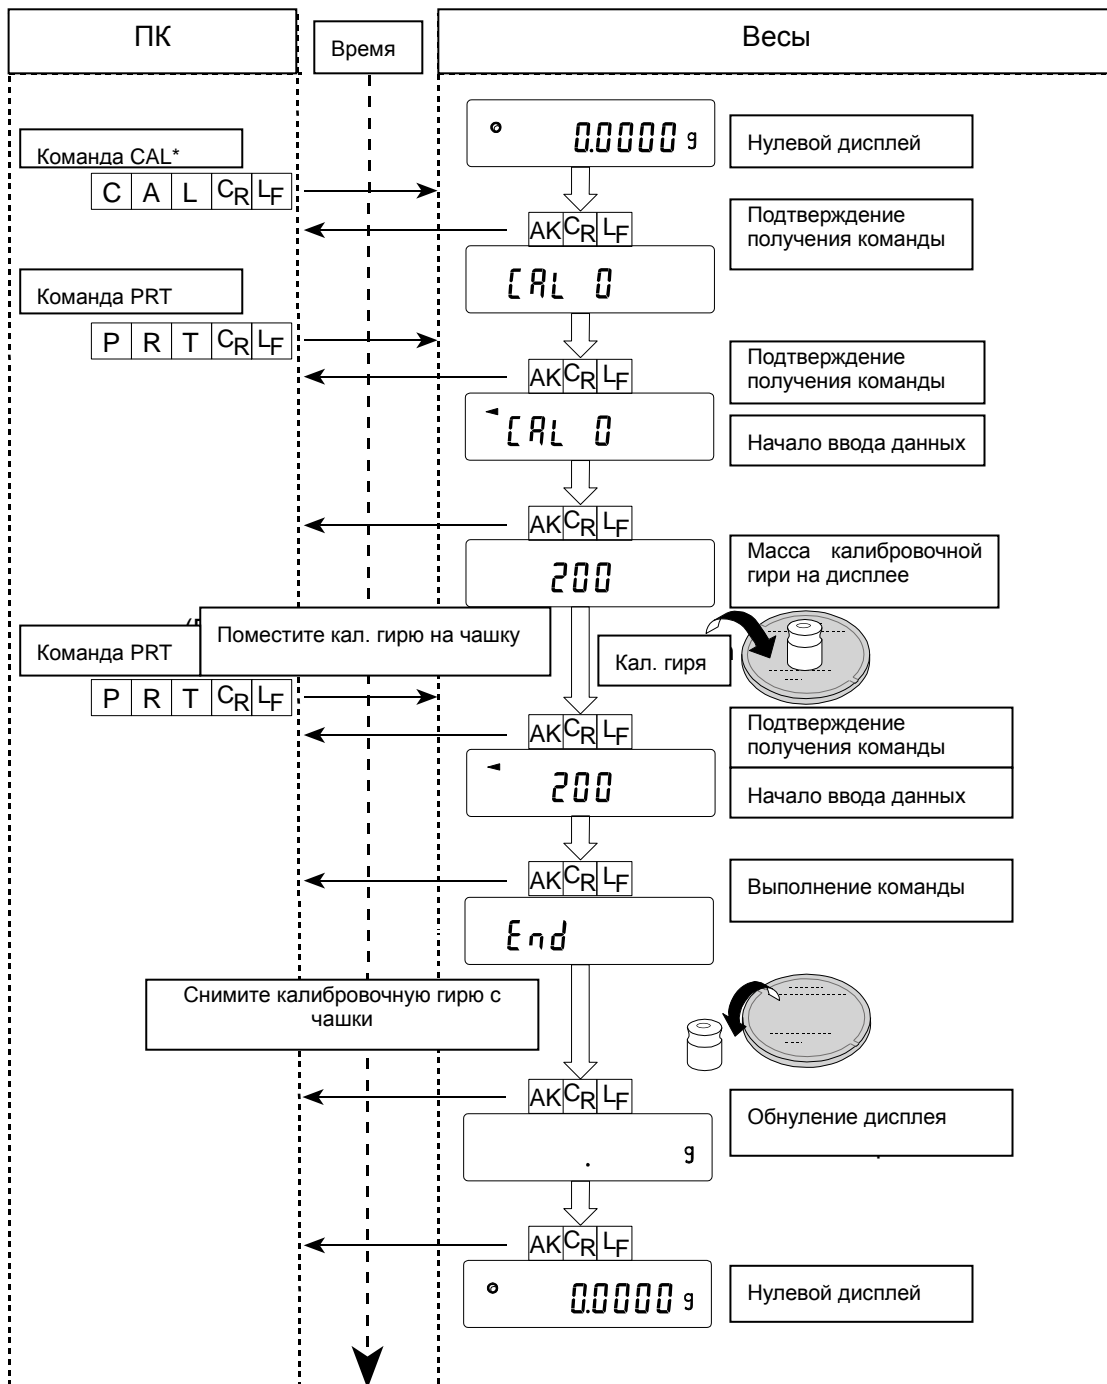 ПК
Время
Весы
0.0000 g
Нулевой дисплей
Команда CAL*
C A L CR LF
AK CR LF
Подтверждение
получения команды
CAL 0
Команда PRT
P R T CR LF
AK CR LF
Подтверждение
получения команды
CAL 0
Начало ввода данных
AK CR LF
Масса калибровочной
гири на дисплее
200
Поместите кал. гирю на чашку
Команда PRT
Кал. гиря
P R T CR LF
AK CR LF
Подтверждение
получения команды
200
Начало ввода данных
AK CR LF
Выполнение команды
End
Снимите калибровочную гирю с
чашки
AK CR LF
Обнуление дисплея
. g
AK CR LF
0.0000 g
Нулевой дисплей